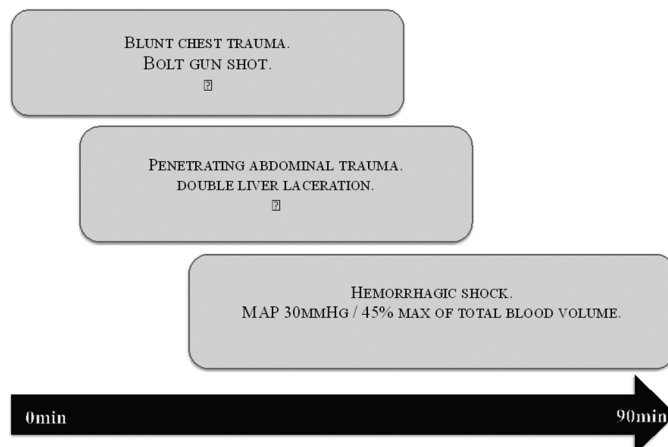 BLUNT CHEST TRAUMA.
BOLT GUN SHOT.
PENETRATING ABDOMINAL TRAUMA.
DOUBLE LIVER LACERATION.
HEMORRHAGIC SHOCK.
MAP 30MMHG / 45% MAX OF TOTAL BLOOD VOLUME.
0min 90min